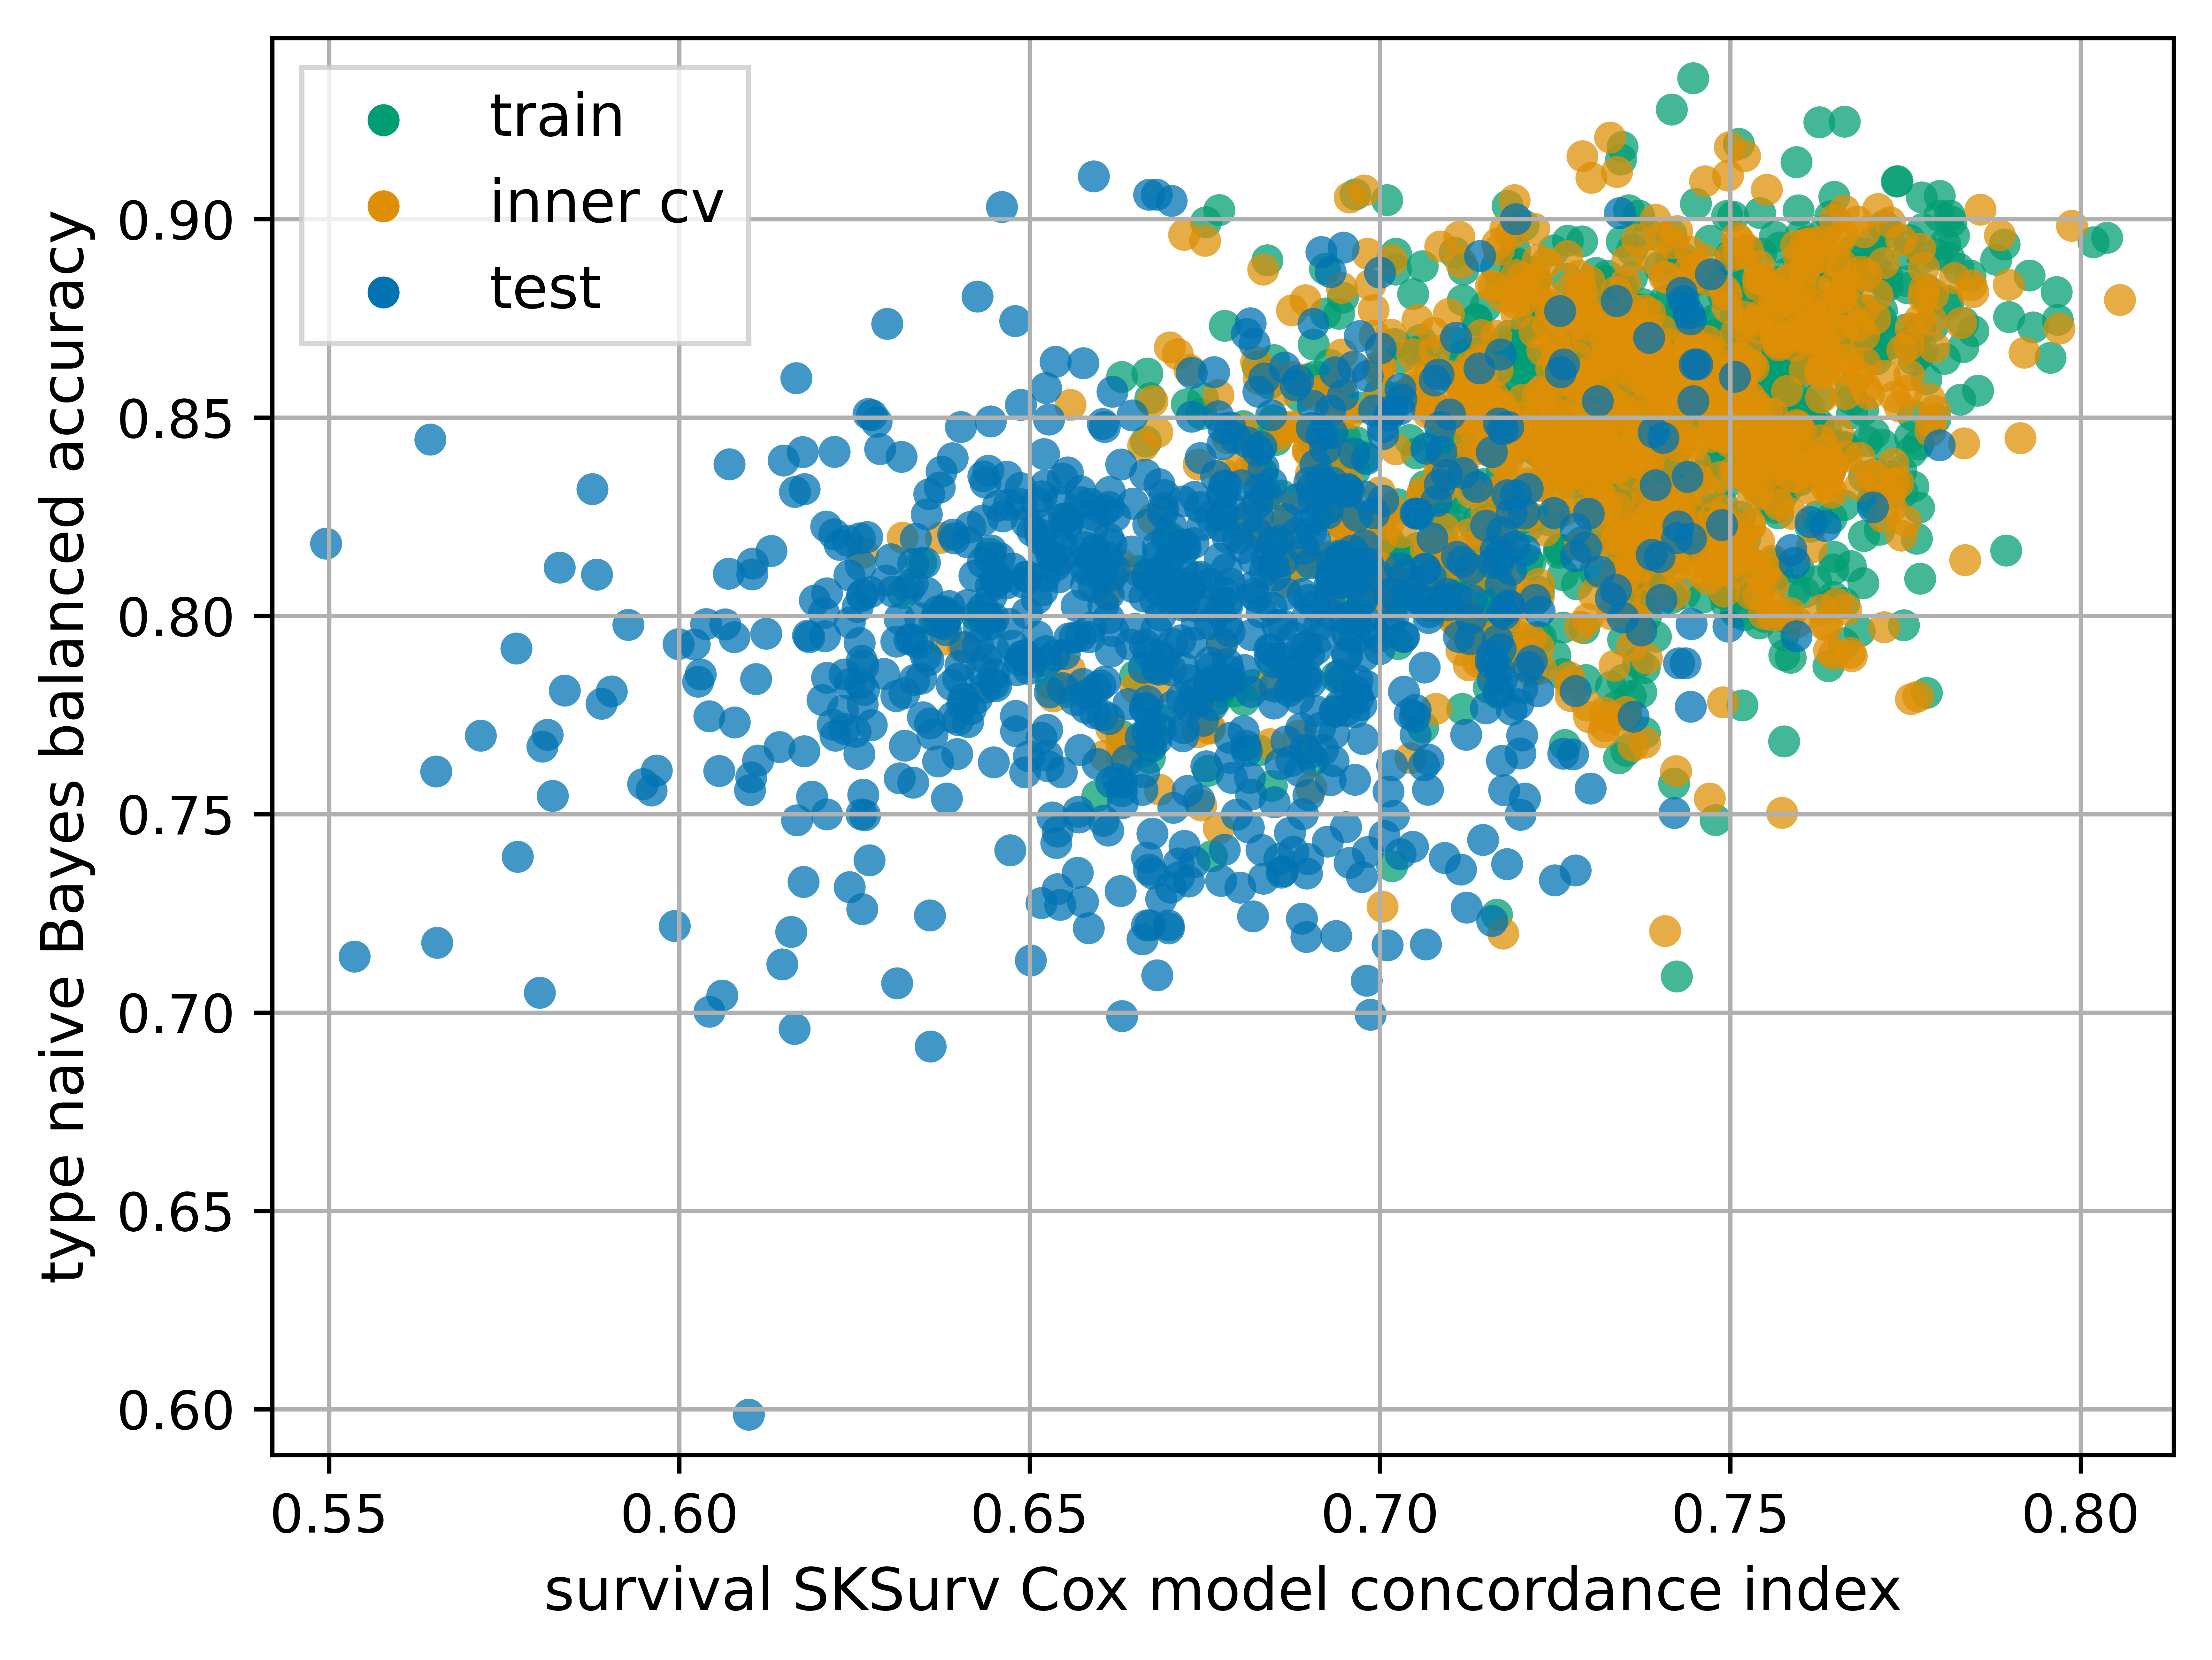 train
inner cv
test
type naive Bayes balanced accuracy
0.90
0.85
0.80
0.75
0.70
0.65
0.60
0.55 0.60 0.65 0.70 0.75 0.80
survival SKSurv Cox model concordance index